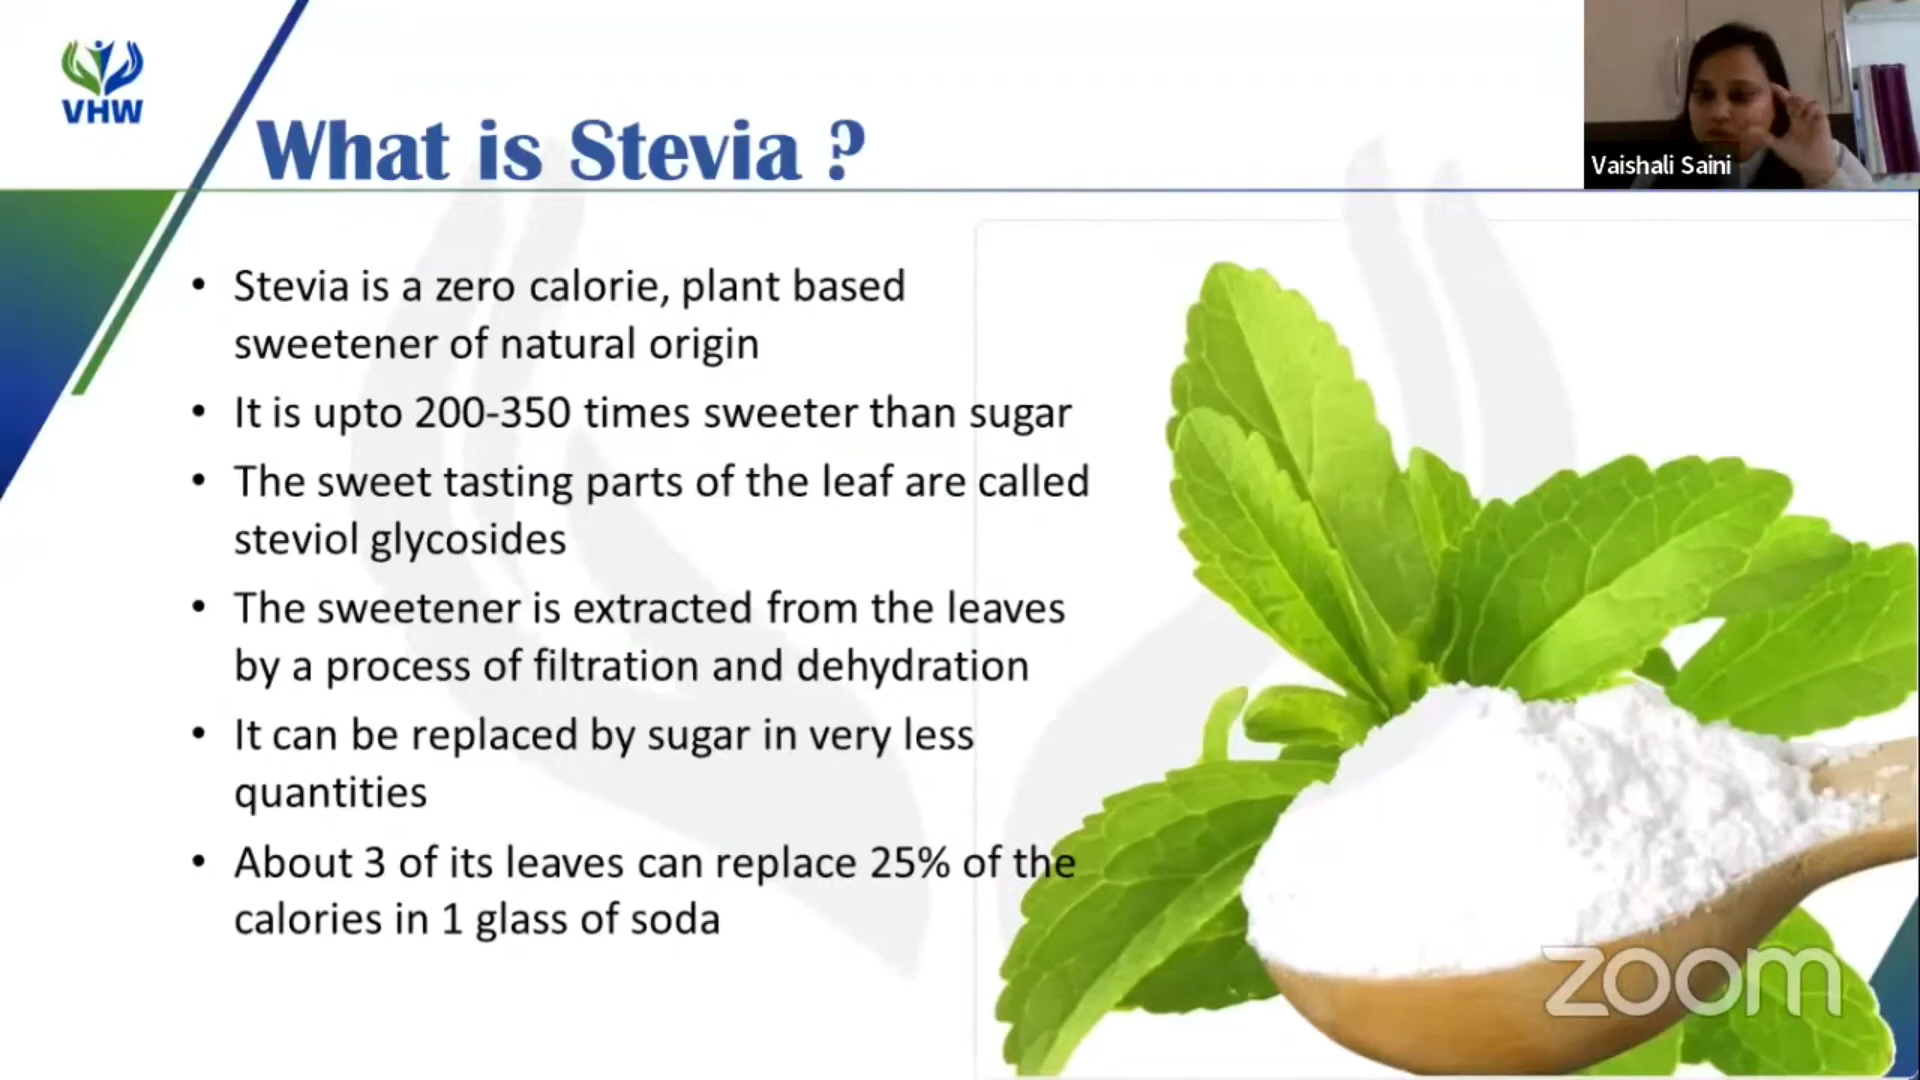 VHW
What is Stevia ?
Vaishali Saini
• Stevia is a zero calorie, plant based
sweetener of natural origin
• It is upto 200-350 times sweeter than sugar
• The sweet tasting parts of the leaf are called
steviol glycosides
• The sweetener is extracted from the leaves
by a process of filtration and dehydration
• It can be replaced by sugar in very less
quantities
• About 3 of its leaves can replace 25% of the
calories in 1 glass of soda
zoom